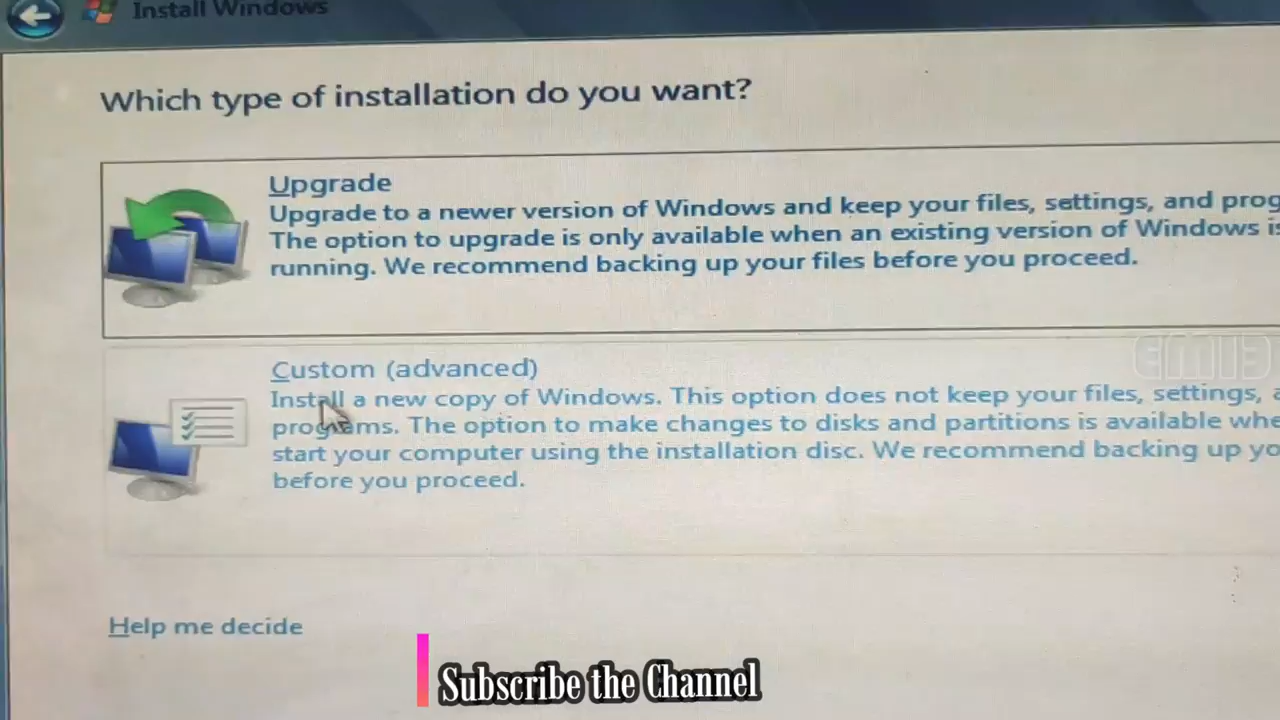 Install Windows
Which type of installation do you want?
Upgrade
Upgrade to a newer version of Windows and keep your files, settings, and prog
The option to upgrade is only available when an existing version of Windows is
running. We recommend backing up your files before you proceed.
Custom (advanced)
Install a new copy of Windows. This option does not keep your files, settings, a
programs. The option to make changes to disks and partitions is available whe
start your computer using the installation disc. We recommend backing up yo
before you proceed.
Help me decide
Subscribe the Channel